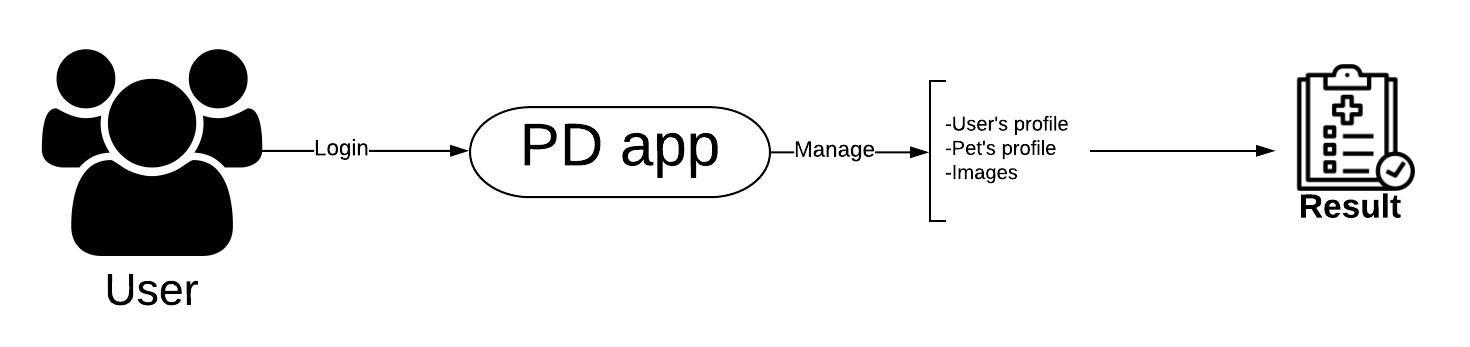 User
Login
PD app
Manage
-User's profile
-Pet's profile
-Images
Result